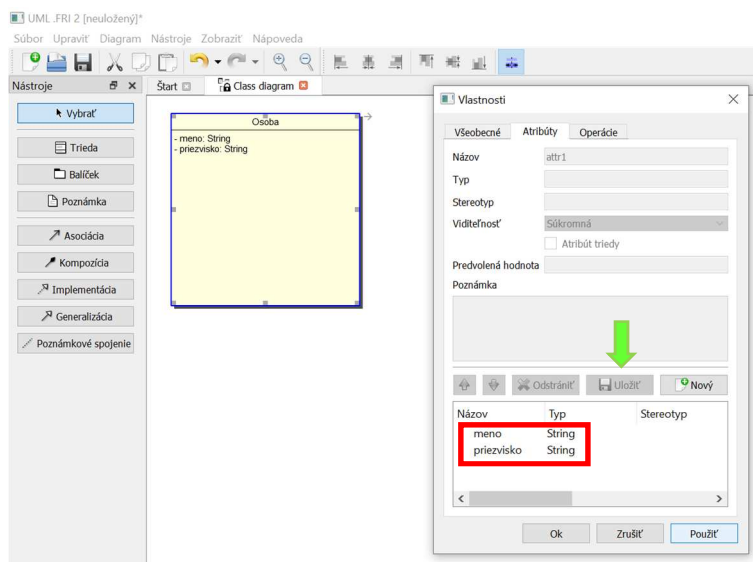 UML .FRI 2 [neuložený]*
Súbor Upraviť Diagram Nástroje Zobraziť Nápoveda
Nástroje
Štart
Class diagram
Vybrať
Trieda
Balíček
Poznámka
Asociácia
Kompozícia
Implementácia
Generalizácia
Poznámkové spojenie
Osoba
- meno: String
- priezvisko: String
Vlastnosti
Všeobecné Atribúty Operácie
Názov attr1
Typ
Stereotyp
Viditeľnosť Súkromná
Atribút triedy
Predvolená hodnota
Poznámka
Odstrániť Uložiť Nový
Názov Typ Stereotyp
meno String
priezvisko String
Ok Zrušiť Použiť